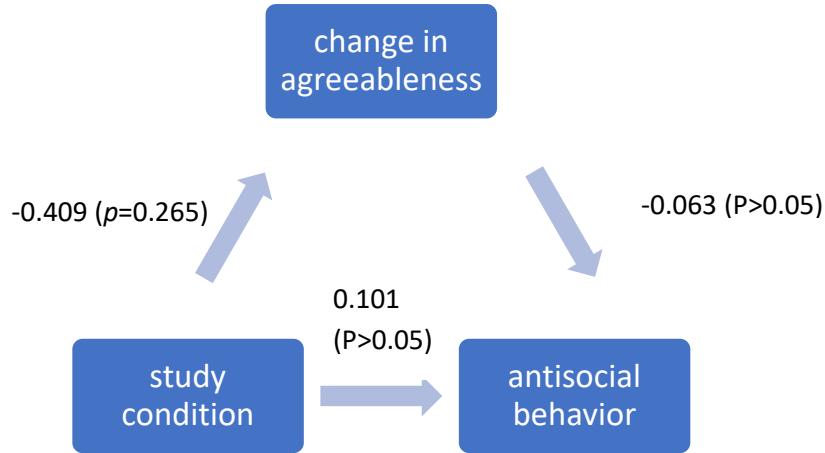 change in
agreeableness
-0.409 (p=0.265)
-0.063 (P>0.05)
0.101
(P>0.05)
study
condition
antisocial
behavior